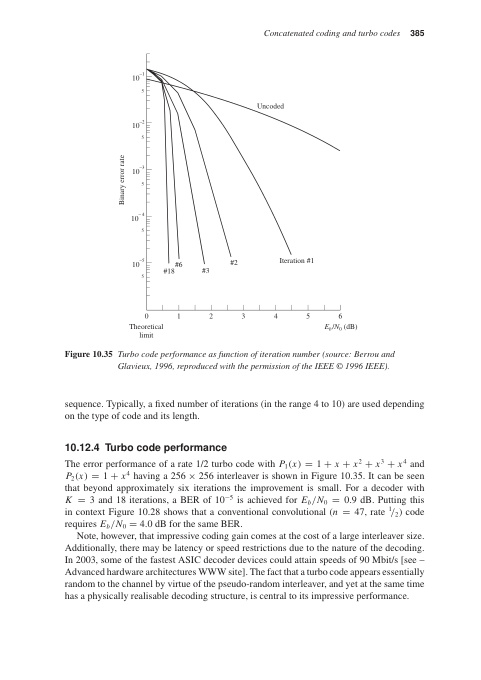 Concatenated coding and turbo codes 385
10⁻¹
5
Uncoded
10⁻²
5
Binary error rate
10⁻³
5
10⁻⁴
5
10⁻⁵
5
#18
#6
#3
#2
Iteration #1
0 1 2 3 4 5 6
Theoretical
limit
E_b/N_0 (dB)
Figure 10.35 Turbo code performance as function of iteration number (source: Berrou and
Glavieux, 1996, reproduced with the permission of the IEEE © 1996 IEEE).
sequence. Typically, a fixed number of iterations (in the range 4 to 10) are used depending
on the type of code and its length.
10.12.4 Turbo code performance
The error performance of a rate 1/2 turbo code with P₁(x) = 1 + x + x² + x³ + x⁴ and
P₂(x) = 1 + x⁴ having a 256 × 256 interleaver is shown in Figure 10.35. It can be seen
that beyond approximately six iterations the improvement is small. For a decoder with
K = 3 and 18 iterations, a BER of 10⁻⁵ is achieved for E_b/N_0 = 0.9 dB. Putting this
in context Figure 10.28 shows that a conventional convolutional (n = 47, rate ¹/₂) code
requires E_b/N_0 = 4.0 dB for the same BER.
Note, however, that impressive coding gain comes at the cost of a large interleaver size.
Additionally, there may be latency or speed restrictions due to the nature of the decoding.
In 2003, some of the fastest ASIC decoder devices could attain speeds of 90 Mbit/s [see –
Advanced hardware architectures WWW site]. The fact that a turbo code appears essentially
random to the channel by virtue of the pseudo-random interleaver, and yet at the same time
has a physically realisable decoding structure, is central to its impressive performance.